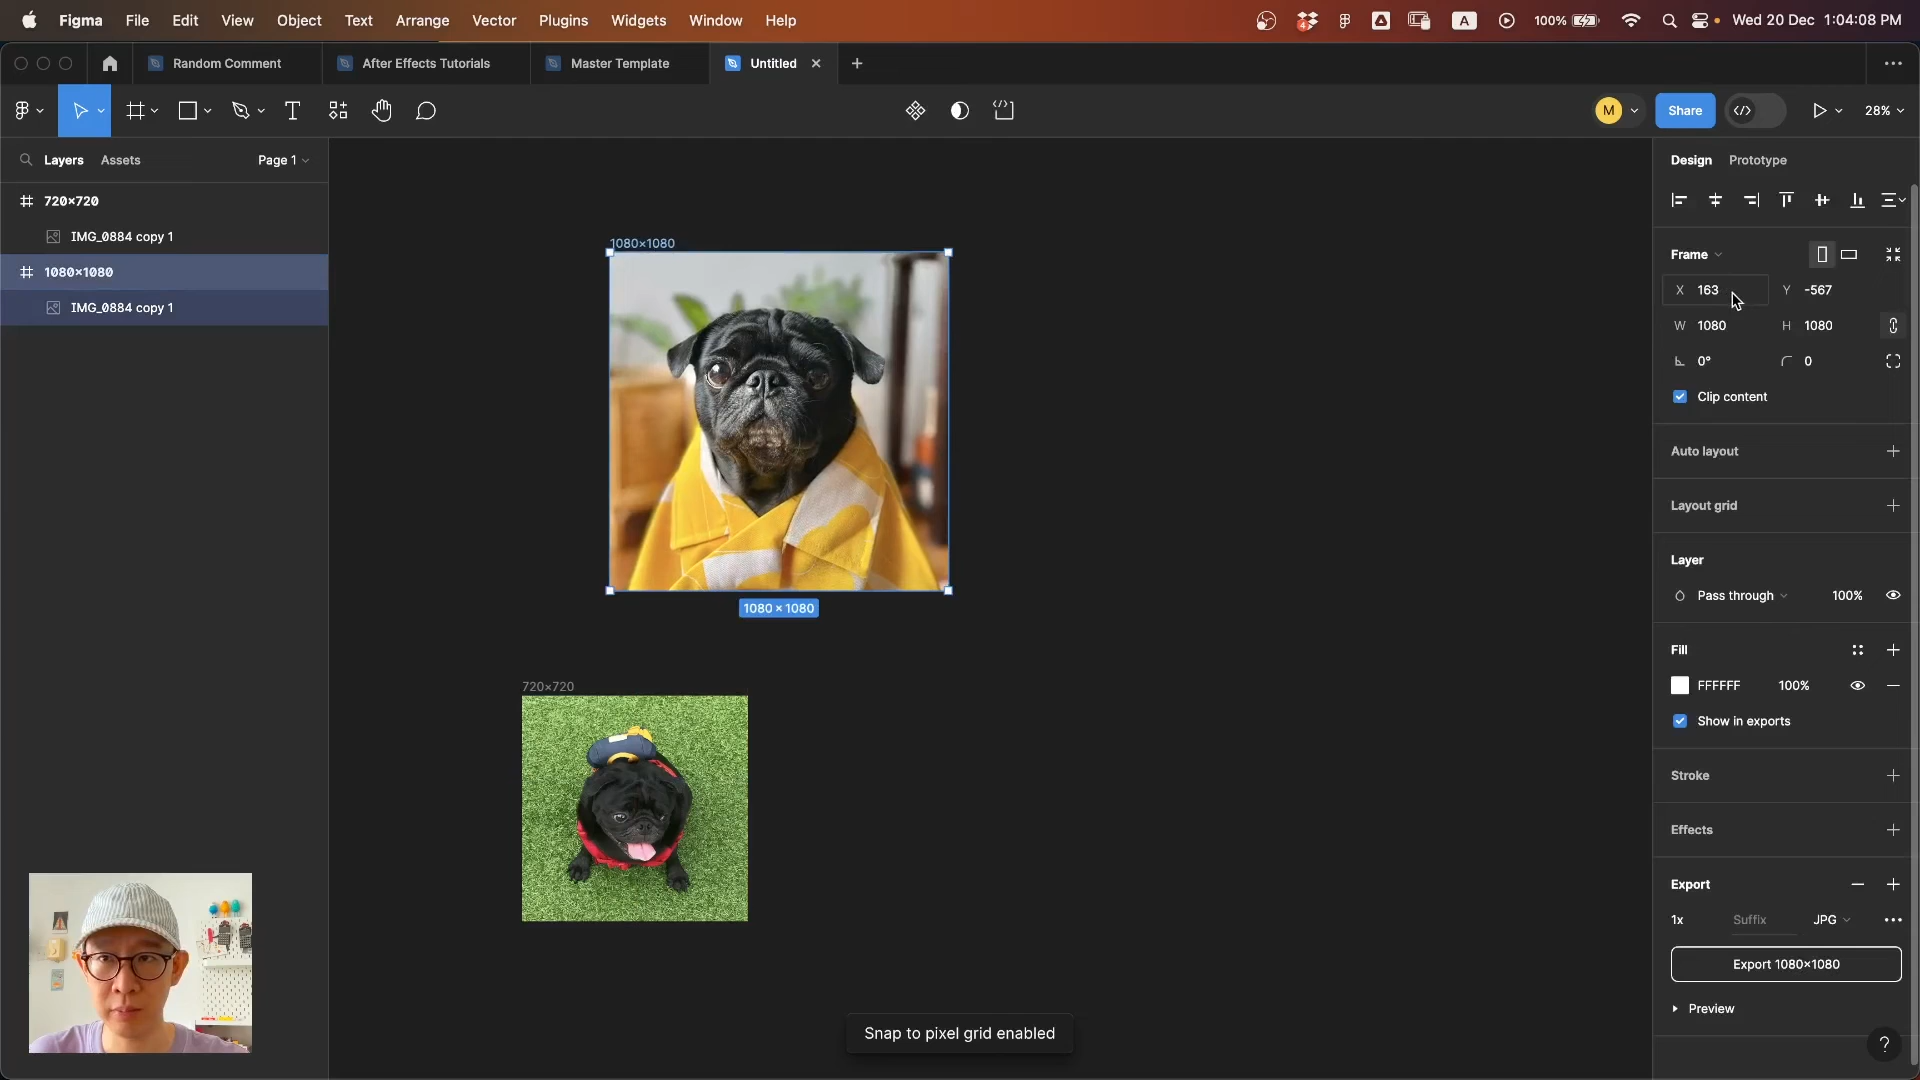 Figma File Edit View Object Text Arrange Vector Plugins Widgets Window Help
4 A 100% Wed 20 Dec 1:04:08 PM
Random Comment After Effects Tutorials Master Template Untitled
M Share 28%
Layers Assets Page 1
720×720
IMG_0884 copy 1
1080×1080
IMG_0884 copy 1
1080×1080
1080 × 1080
720×720
Snap to pixel grid enabled
Design Prototype
Frame
X 163 Y -567
W 1080 H 1080
0° 0
Clip content
Auto layout
Layout grid
Layer
Pass through 100%
Fill
FFFFFF 100%
Show in exports
Stroke
Effects
Export
1x Suffix JPG
Export 1080×1080
Preview
?